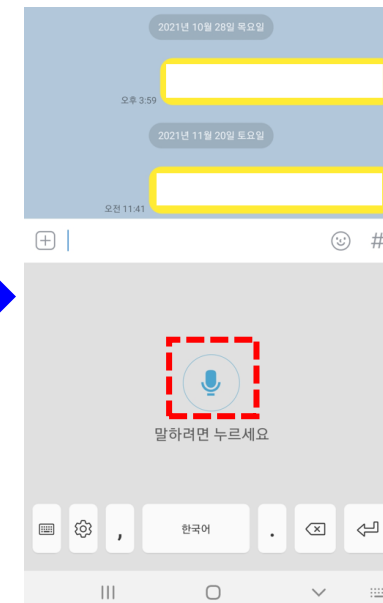 2021년 10월 28일 목요일
오후 3:59
2021년 11월 20일 토요일
오전 11:41
#
말하려면 누르세요
, 한국어 .